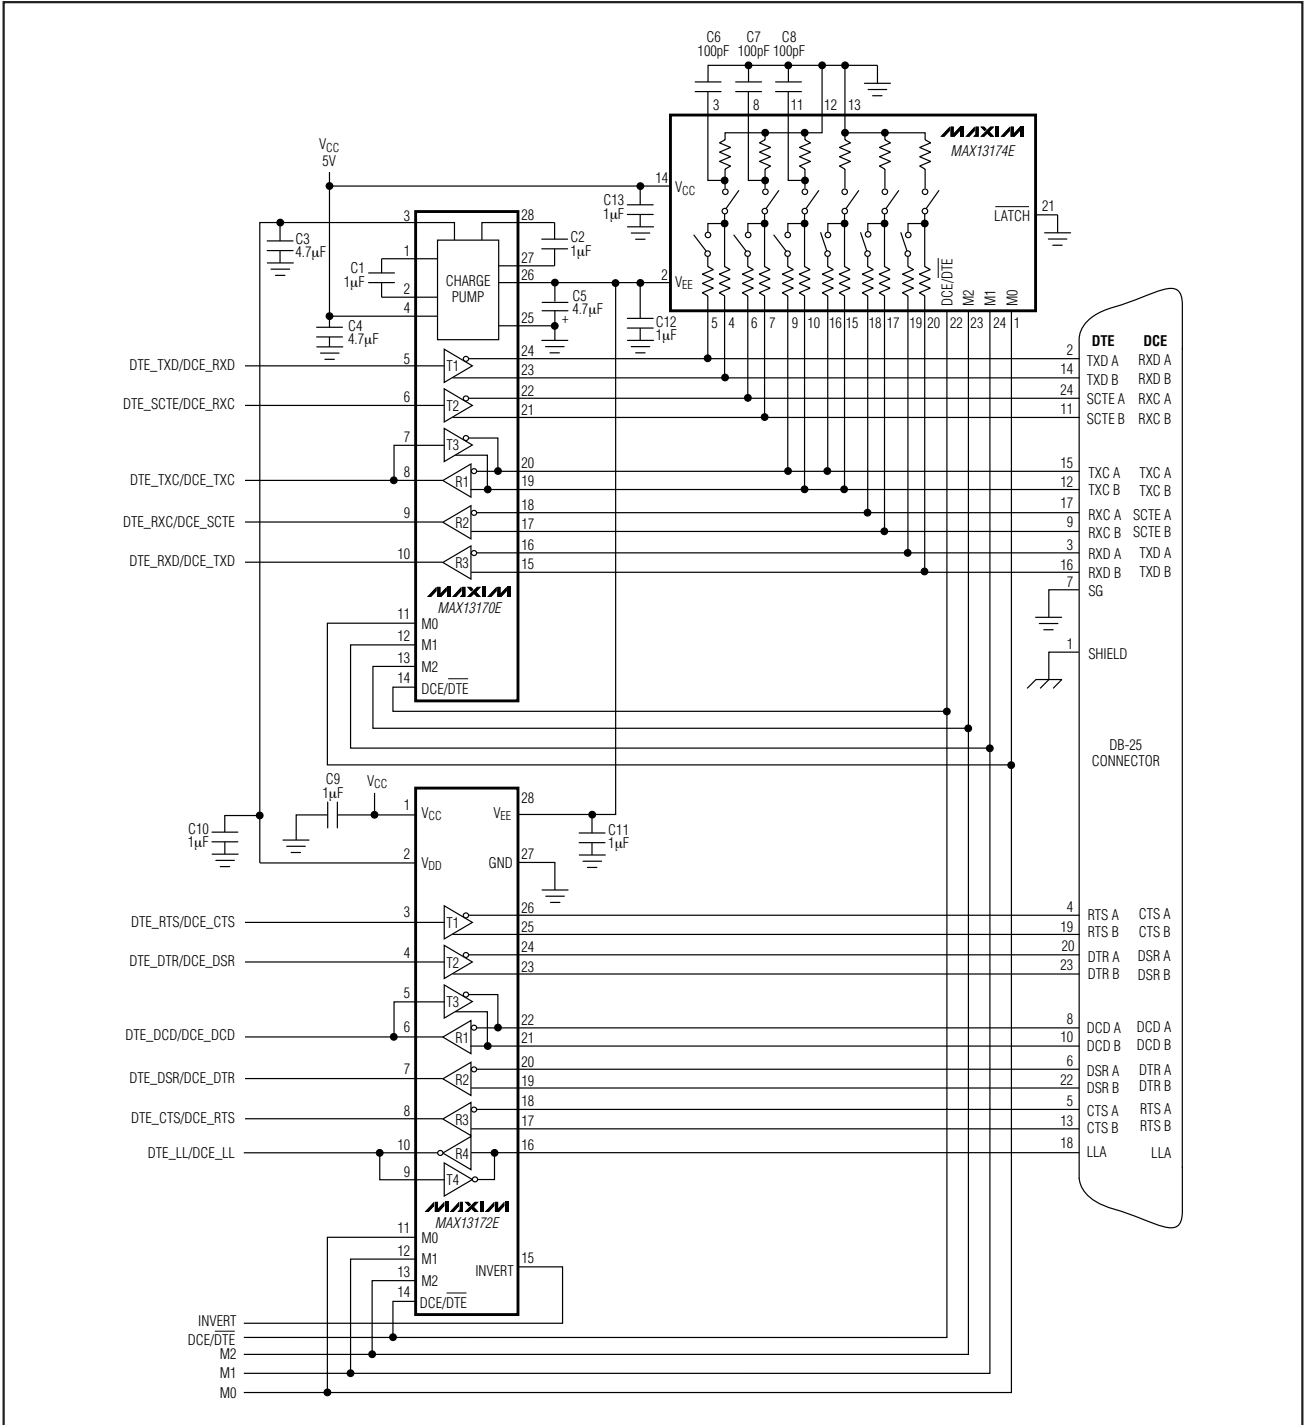 C6 C7 C8
100pF 100pF 100pF
3 8 11 12 13
MAXIM
MAX13174E
VCC
5V
14 VCC
C13
1µF
LATCH 21
3 28
C3
4.7µF
C2
1µF
1 27
C1
1µF
CHARGE
PUMP
26
2 VEE
DCE/DTE
M2
M1
M0
2
4
C5
4.7µF
+
25
C12
1µF
C4
4.7µF
5 4 6 7 9 10 16 15 18 17 19 20 22 23 24 1
DTE DCE
DTE_TXD/DCE_RXD 5 T1 24 2 TXD A RXD A
23 14 TXD B RXD B
DTE_SCTE/DCE_RXC 6 T2 22 24 SCTE A RXC A
21 11 SCTE B RXC B
7 T3
DTE_TXC/DCE_TXC 8 R1 20 15 TXC A TXC A
19 12 TXC B TXC B
DTE_RXC/DCE_SCTE 9 R2 18 17 RXC A SCTE A
17 9 RXC B SCTE B
DTE_RXD/DCE_TXD 10 R3 16 3 RXD A TXD A
15 16 RXD B TXD B
7 SG
MAXIM
MAX13170E
11 M0
12 M1
13 M2
14 DCE/DTE
1 SHIELD
DB-25
CONNECTOR
C9
1µF
VCC
1 VCC VEE 28
C10
1µF
C11
1µF
2 VDD GND 27
DTE_RTS/DCE_CTS 3 T1 26 4 RTS A CTS A
25 19 RTS B CTS B
DTE_DTR/DCE_DSR 4 T2 24 20 DTR A DSR A
23 23 DTR B DSR B
5 T3
DTE_DCD/DCE_DCD 6 R1 22 8 DCD A DCD A
21 10 DCD B DCD B
DTE_DSR/DCE_DTR 7 R2 20 6 DSR A DTR A
19 22 DSR B DTR B
DTE_CTS/DCE_RTS 8 R3 18 5 CTS A RTS A
17 13 CTS B RTS B
DTE_LL/DCE_LL 10 R4 16 18 LLA LLA
9 T4
MAXIM
MAX13172E
11 M0
12 M1
13 M2
14 DCE/DTE
INVERT 15
INVERT
DCE/DTE
M2
M1
M0